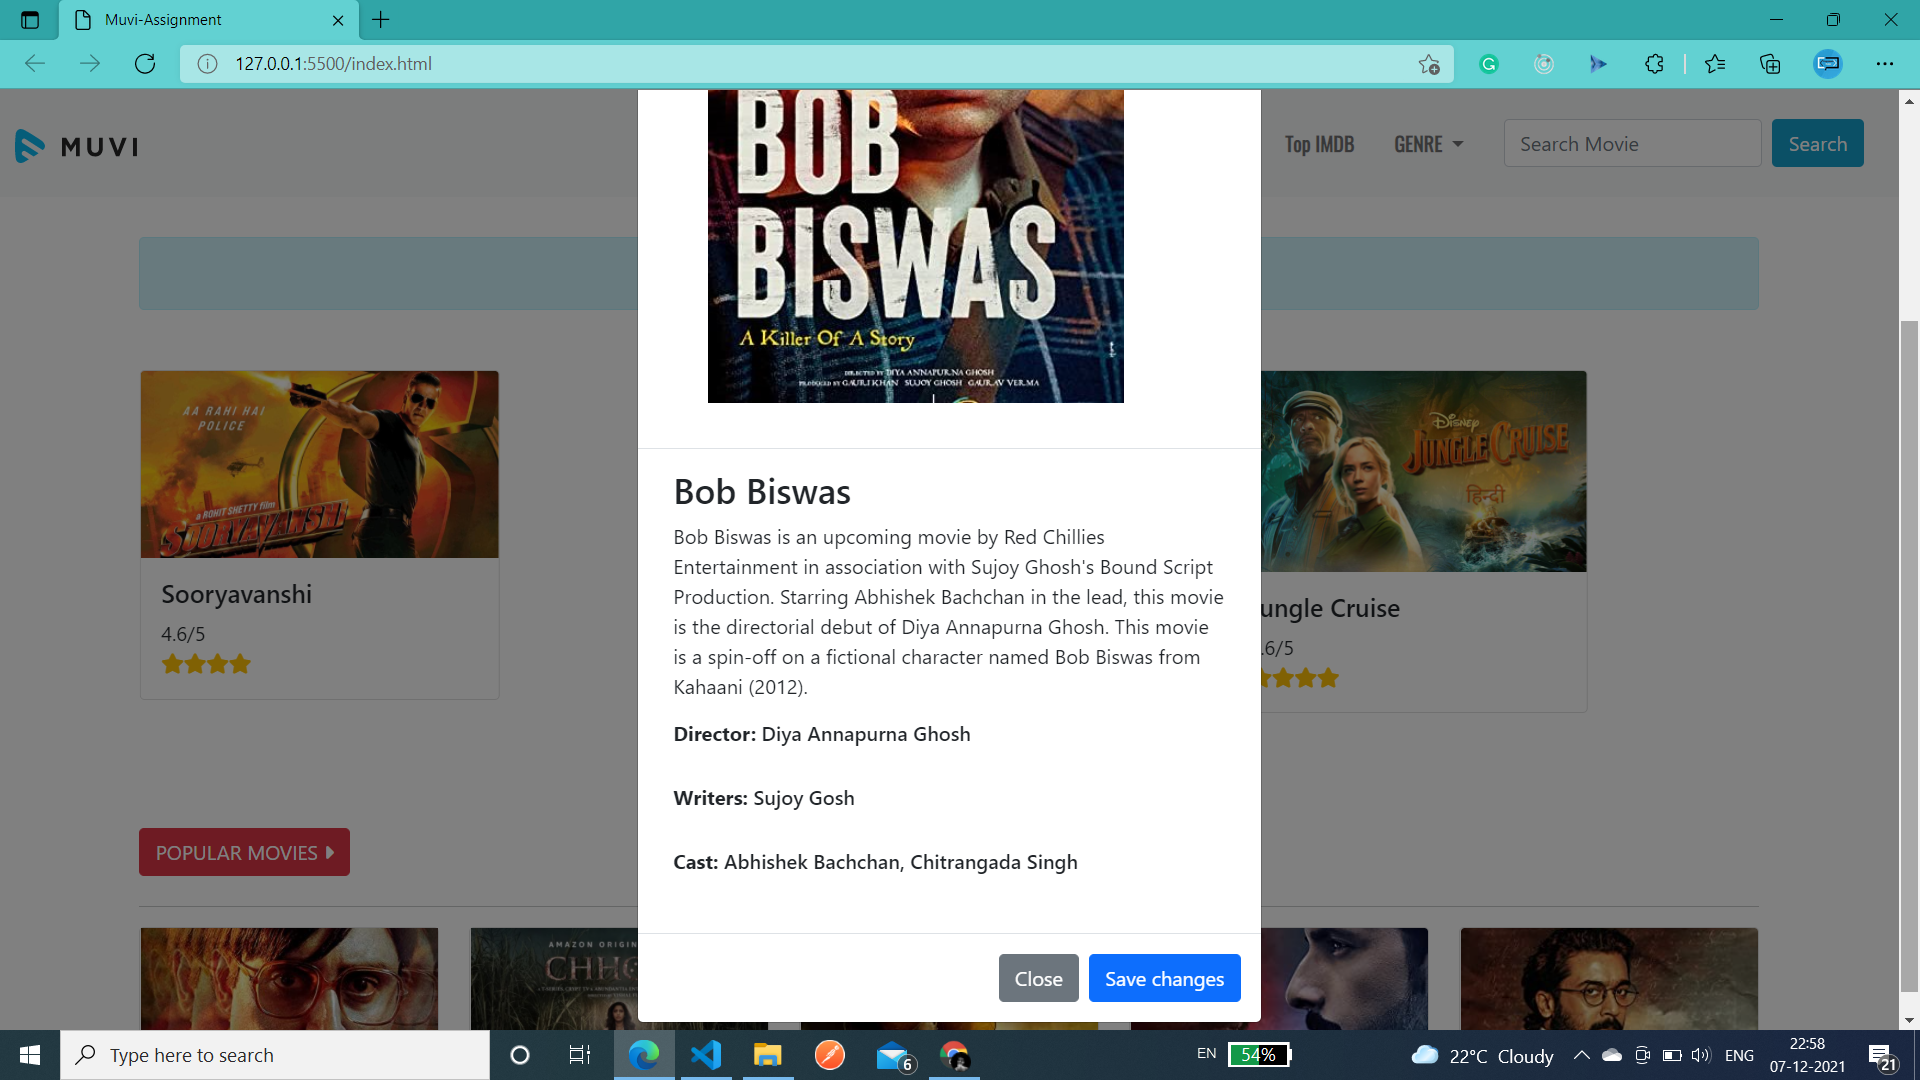 Muvi-Assignment
127.0.0.1:5500/index.html
MUVI
Top IMDB
GENRE
Search Movie
Search
BOB
BISWAS
A Killer Of A Story
DIRECTED BY DIYA ANNAPURNA GHOSH
PRODUCED BY GAURI KHAN SUJOY GHOSH GAURAV VERMA
AA RAHI HAI
POLICE
a ROHIT SHETTY film
SOORYAVANSHI
Sooryavanshi
4.6/5
Disney
JUNGLE CRUISE
हिन्दी
ungle Cruise
.6/5
Bob Biswas
Bob Biswas is an upcoming movie by Red Chillies
Entertainment in association with Sujoy Ghosh's Bound Script
Production. Starring Abhishek Bachchan in the lead, this movie
is the directorial debut of Diya Annapurna Ghosh. This movie
is a spin-off on a fictional character named Bob Biswas from
Kahaani (2012).
Director: Diya Annapurna Ghosh
Writers: Sujoy Gosh
Cast: Abhishek Bachchan, Chitrangada Singh
POPULAR MOVIES
AMAZON ORIGIN
CHHO
Close
Save changes
Type here to search
6
EN
54%
22°C Cloudy
ENG
22:58
07-12-2021
21